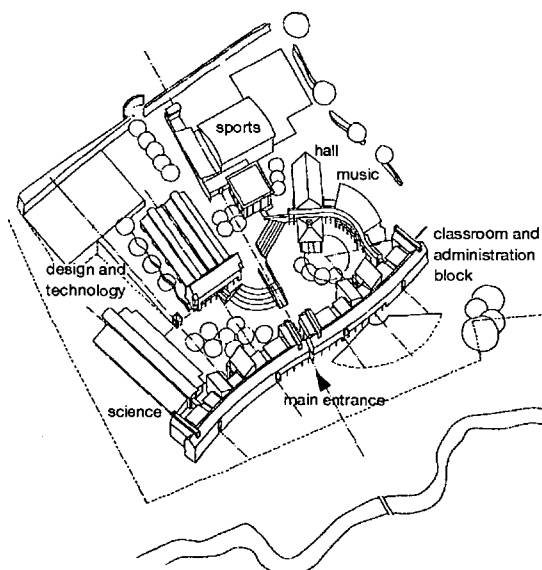 sports
hall
music
classroom and
administration
block
design and
technology
science
main entrance